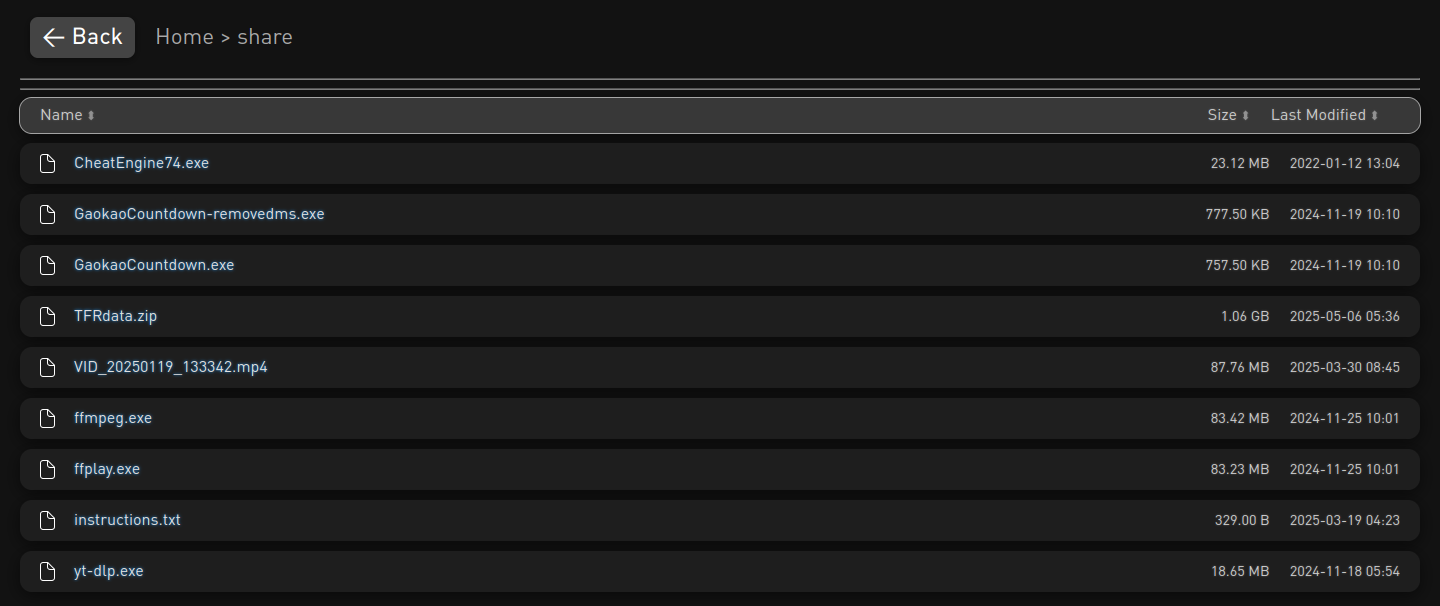 ← Back Home > share
Name Size Last Modified
CheatEngine74.exe 23.12 MB 2022-01-12 13:04
GaokaoCountdown-removedms.exe 777.50 KB 2024-11-19 10:10
GaokaoCountdown.exe 757.50 KB 2024-11-19 10:10
TFRdata.zip 1.06 GB 2025-05-06 05:36
VID_20250119_133342.mp4 87.76 MB 2025-03-30 08:45
ffmpeg.exe 83.42 MB 2024-11-25 10:01
ffplay.exe 83.23 MB 2024-11-25 10:01
instructions.txt 329.00 B 2025-03-19 04:23
yt-dlp.exe 18.65 MB 2024-11-18 05:54